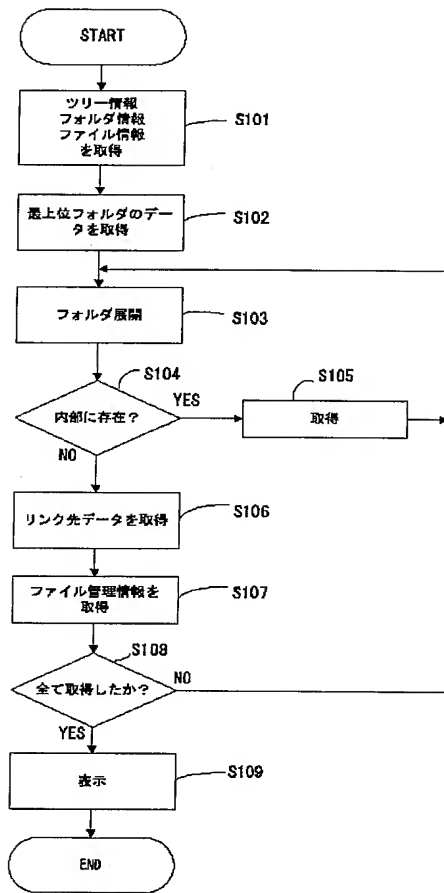 START
ツリー情報
フォルダ情報
ファイル情報
を取得
S101
最上位フォルダのデー
タを取得
S102
フォルダ展開
S103
S104
内部に存在？
YES
NO
S105
取得
リンク先データを取得
S106
ファイル管理情報を
取得
S107
S108
全て取得したか？
NO
YES
表示
S109
END